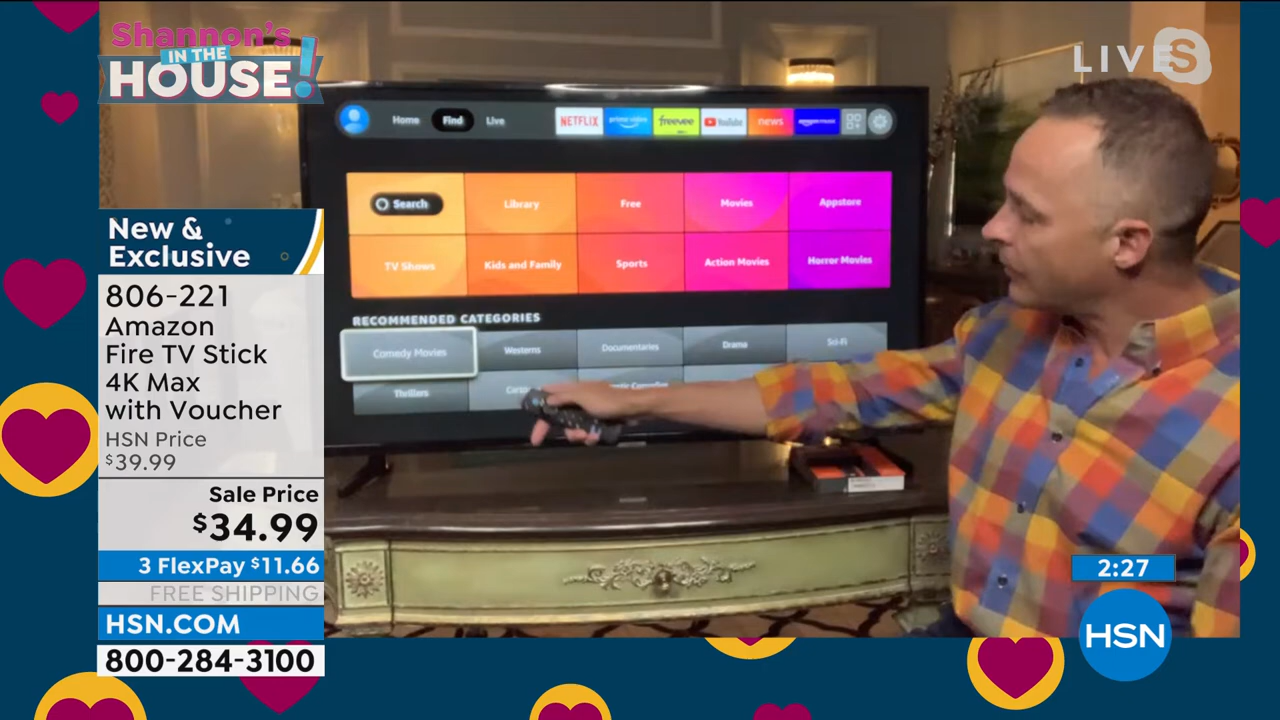 Shannon's
IN THE
HOUSE!
LIVE S
New &
Exclusive
806-221
Amazon
Fire TV Stick
4K Max
with Voucher
HSN Price
$39.99
Sale Price
$34.99
3 FlexPay $11.66
FREE SHIPPING
HSN.COM
800-284-3100
Home Find Live NETFLIX prime video freevee YouTube news amazon music
Search Library Free Movies Appstore
TV Shows Kids and Family Sports Action Movies Horror Movies
RECOMMENDED CATEGORIES
Comedy Movies Westerns Documentaries Drama Sci-Fi
Thrillers
2:27
HSN